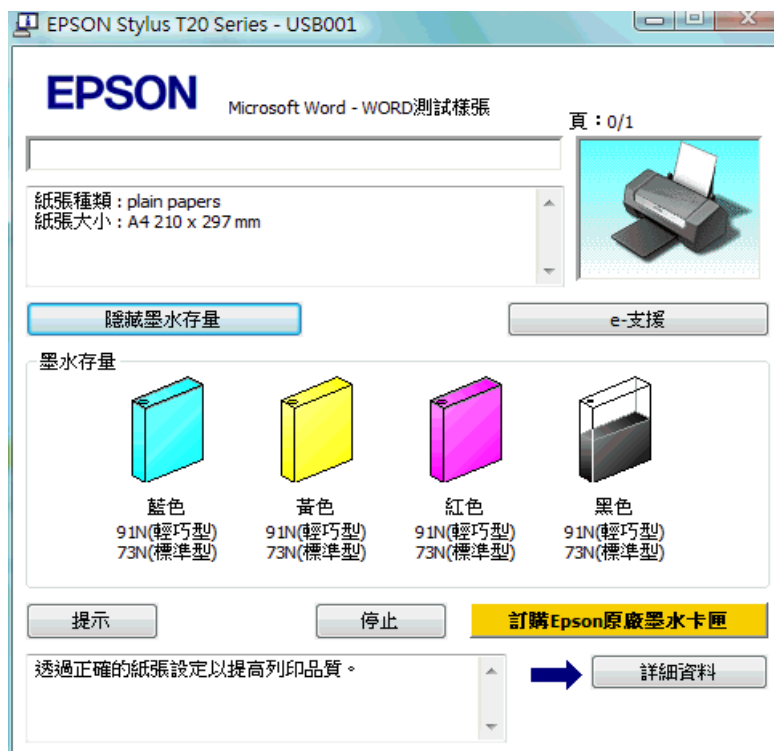 EPSON Stylus T20 Series - USB001
EPSON
Microsoft Word - WORD測試樣張
頁：0/1
紙張種類 : plain papers
紙張大小 : A4 210 x 297 mm
隱藏墨水存量
e-支援
墨水存量
藍色
91N(輕巧型)
73N(標準型)
黃色
91N(輕巧型)
73N(標準型)
紅色
91N(輕巧型)
73N(標準型)
黑色
91N(輕巧型)
73N(標準型)
提示
停止
訂購Epson原廠墨水卡匣
透過正確的紙張設定以提高列印品質。
詳細資料